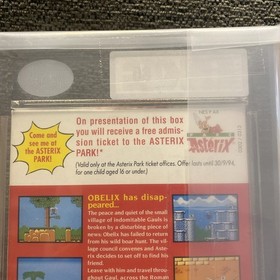 On presentation of this box
you will receive a free admis-
sion ticket to the ASTERIX
PARK!*
(Valid only at the Asterix Park ticket offices. Offer lasts until 30/9/94,
for one child aged 16 or under.)
Come and
see me at
the ASTERIX
PARK!
Asterix
OBELIX has disap-
peared...
The peace and quiet of the small
village of indomitable Gauls is
broken by a disturbing piece of
news: Obelix has failed to return
from his wild boar hunt. The vil-
lage council convenes and Aste-
rix decides to set off to find his
friend.
Leave with him and travel throu-
ghout Gaul, across the Roman